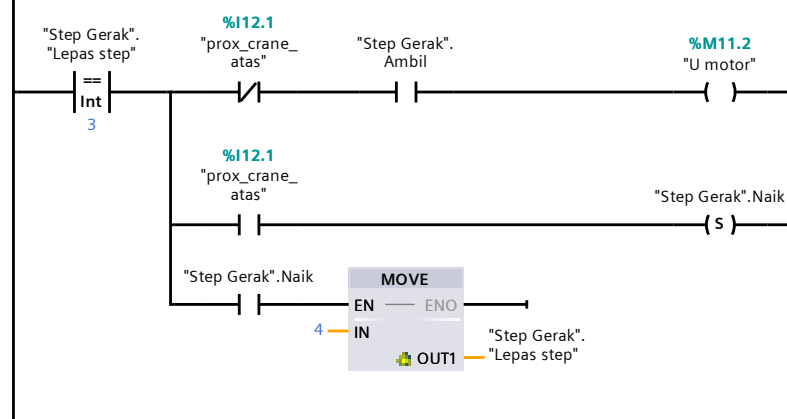 "Step Gerak".
"Lepas step"
==
Int
3
%I12.1
"prox_crane_
atas"
"Step Gerak".
Ambil
%M11.2
"U motor"
%I12.1
"prox_crane_
atas"
"Step Gerak".Naik
S
"Step Gerak".Naik
MOVE
EN
ENO
4
IN
OUT1
"Step Gerak".
"Lepas step"